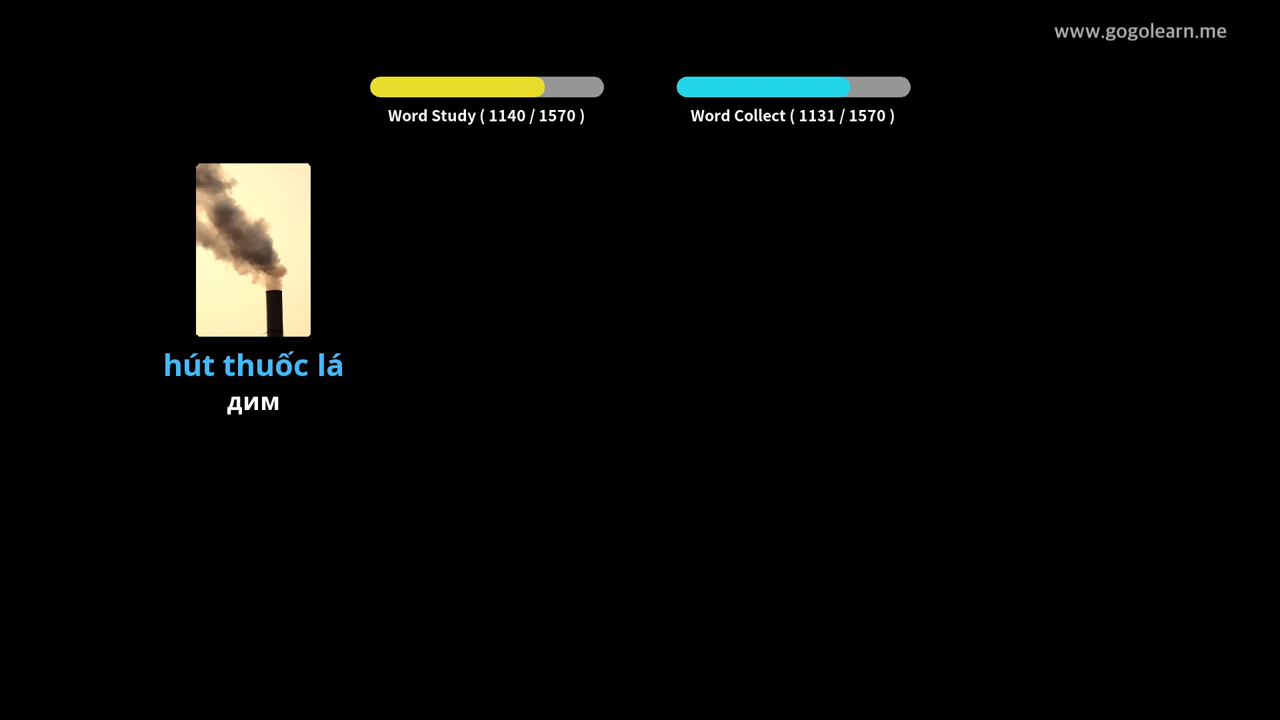 www.gogolearn.me
Word Study ( 1140 / 1570 )
Word Collect ( 1131 / 1570 )
hút thuốc lá
дим